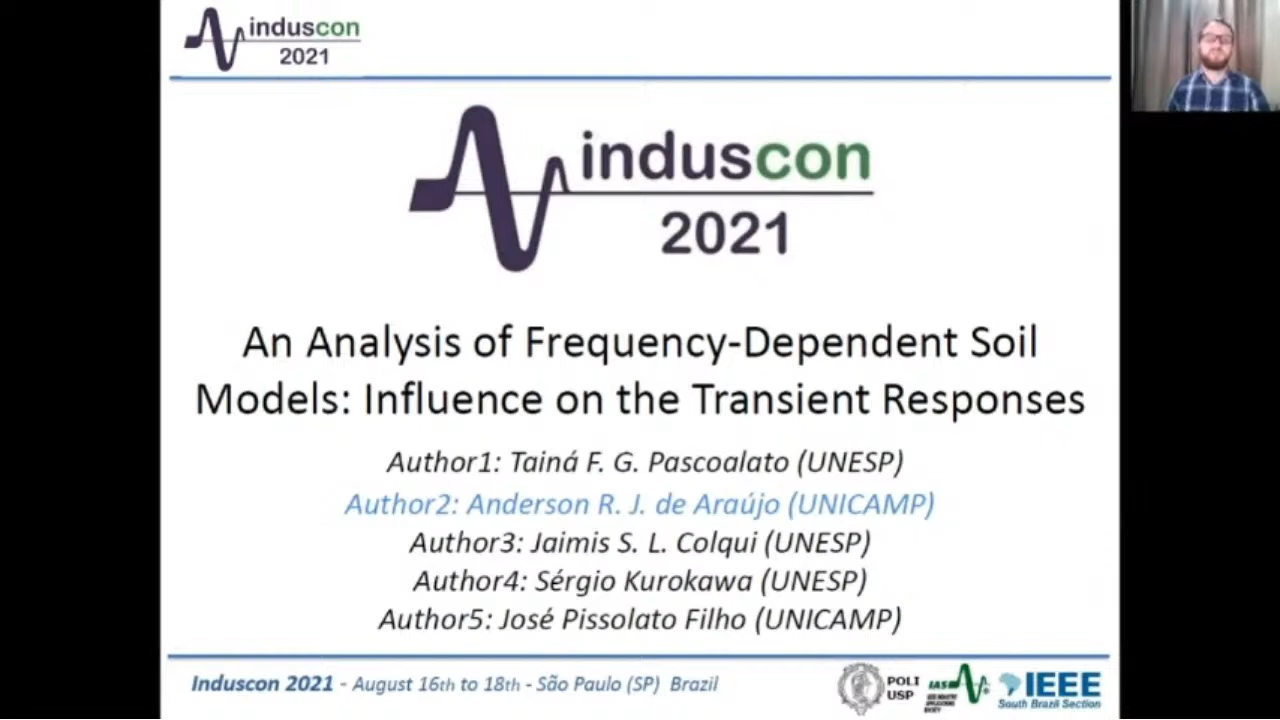 induscon
2021
induscon
2021
An Analysis of Frequency-Dependent Soil
Models: Influence on the Transient Responses
Author1: Tainá F. G. Pascoalato (UNESP)
Author2: Anderson R. J. de Araújo (UNICAMP)
Author3: Jaimis S. L. Colqui (UNESP)
Author4: Sérgio Kurokawa (UNESP)
Author5: José Pissolato Filho (UNICAMP)
Induscon 2021 - August 16th to 18th - São Paulo (SP) Brazil
POLI
USP
IAS
IEEE
South Brazil Section